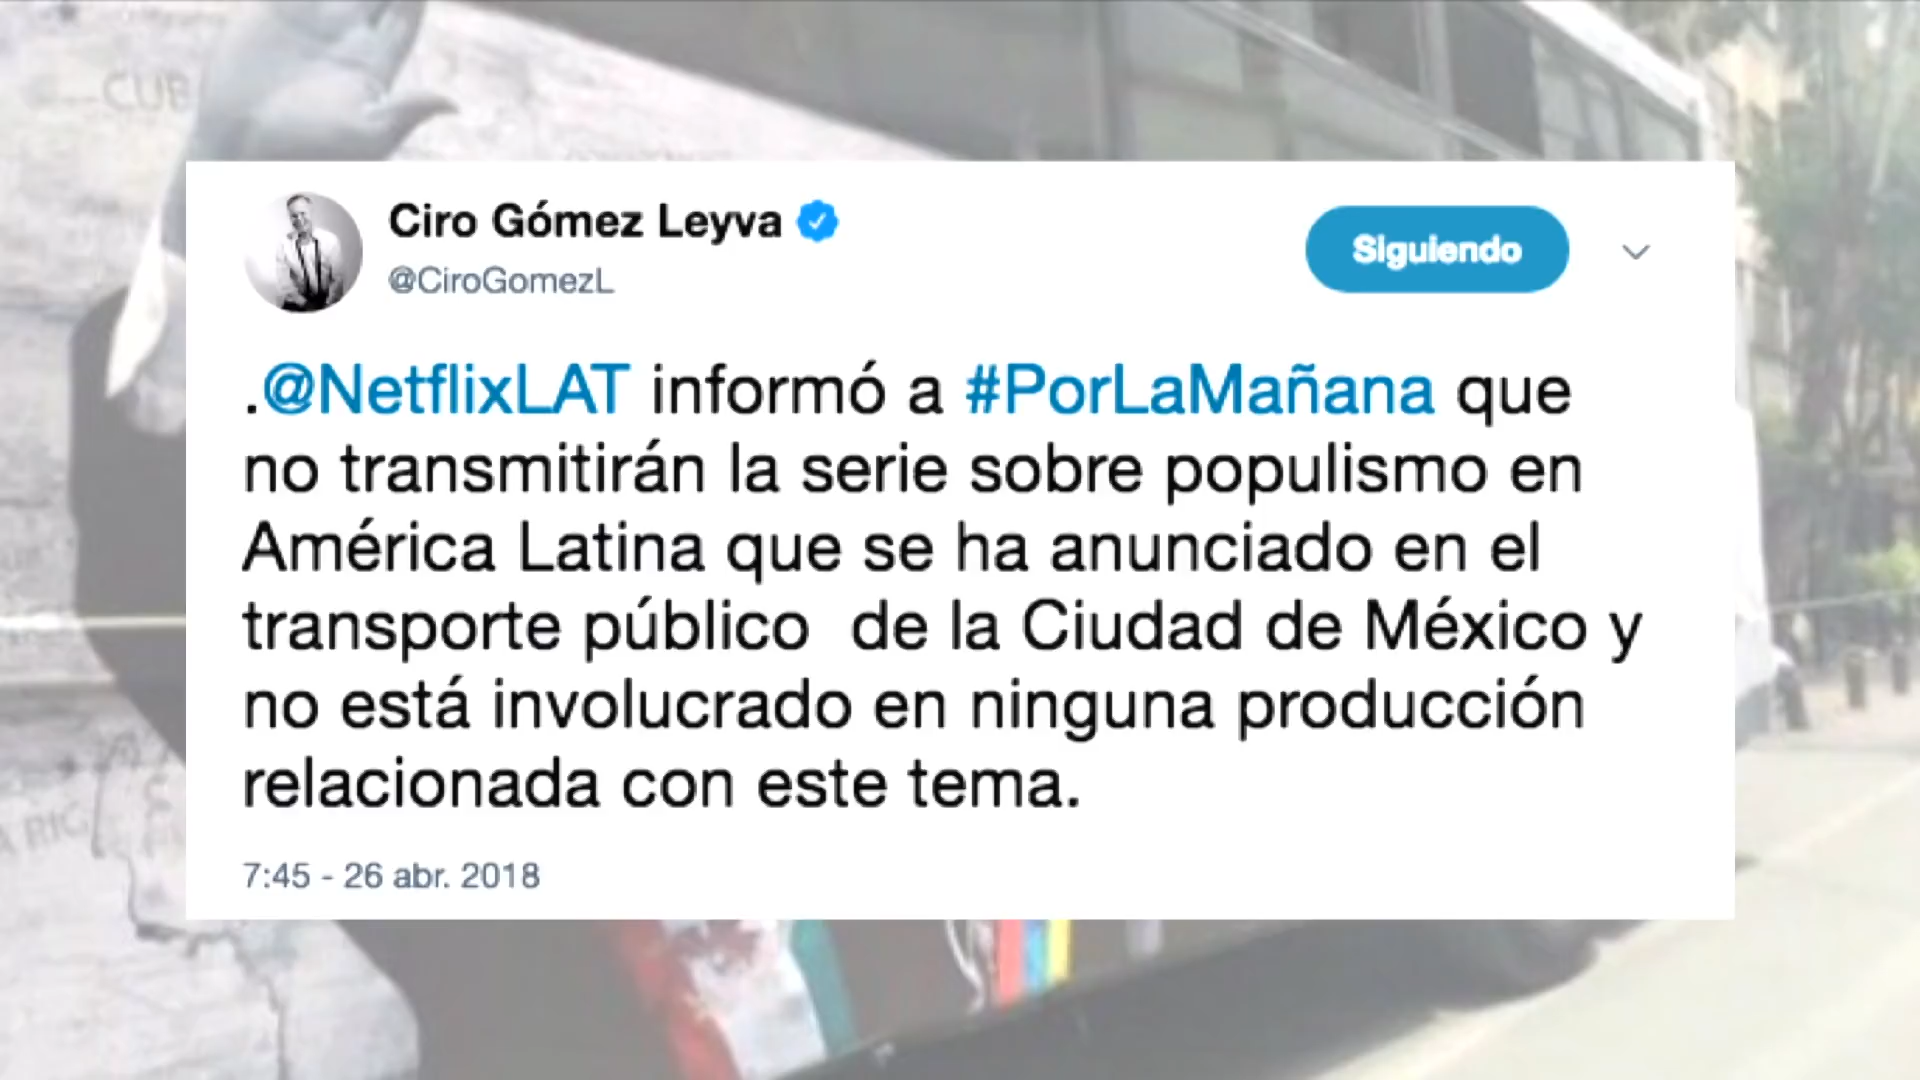 CUB
Ciro Gómez Leyva
@CiroGomezL
Siguiendo
.@NetflixLAT informó a #PorLaMañana que
no transmitirán la serie sobre populismo en
América Latina que se ha anunciado en el
transporte público de la Ciudad de México y
no está involucrado en ninguna producción
relacionada con este tema.
7:45 - 26 abr. 2018
A RIC